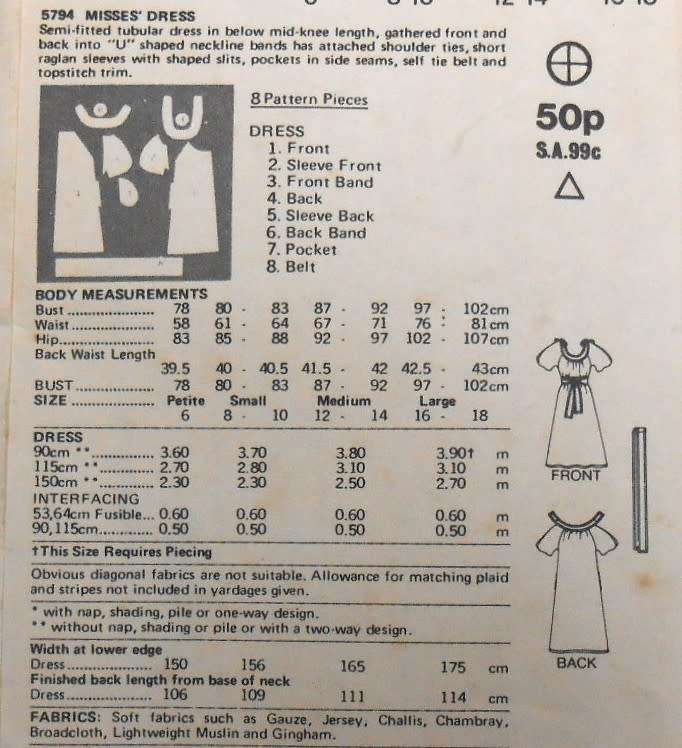 5794 MISSES' DRESS
Semi-fitted tubular dress in below mid-knee length, gathered front and
back into "U" shaped neckline bands has attached shoulder ties, short
raglan sleeves with shaped slits, pockets in side seams, self tie belt and
topstitch trim.
8 Pattern Pieces
DRESS
1. Front
2. Sleeve Front
3. Front Band
4. Back
5. Sleeve Back
6. Back Band
7. Pocket
8. Belt
50p
S.A.99c
BODY MEASUREMENTS
Bust ..................... 78 80 - 83 87 - 92 97 - 102cm
Waist .................... 58 61 - 64 67 - 71 76 - 81cm
Hip....................... 83 85 - 88 92 - 97 102 - 107cm
Back Waist Length
39.5 40 - 40.5 41.5 - 42 42.5 - 43cm
BUST ................... 78 80 - 83 87 - 92 97 - 102cm
SIZE .................... Petite Small Medium Large
6 8 - 10 12 - 14 16 - 18
DRESS
90cm ** ................ 3.60 3.70 3.80 3.90† m
115cm ** .............. 2.70 2.80 3.10 3.10 m
150cm ** .............. 2.30 2.30 2.50 2.70 m
INTERFACING
53,64cm Fusible... 0.60 0.60 0.60 0.60 m
90,115cm............. 0.50 0.50 0.50 0.50 m
†This Size Requires Piecing
Obvious diagonal fabrics are not suitable. Allowance for matching plaid
and stripes not included in yardages given.
* with nap, shading, pile or one-way design.
** without nap, shading or pile or with a two-way design.
Width at lower edge
Dress..................... 150 156 165 175 cm
Finished back length from base of neck
Dress..................... 106 109 111 114 cm
FABRICS: Soft fabrics such as Gauze, Jersey, Challis, Chambray,
Broadcloth, Lightweight Muslin and Gingham.
FRONT
BACK